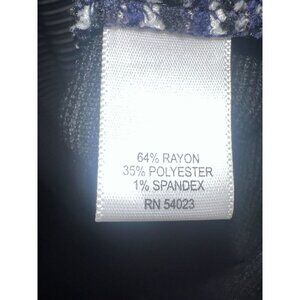 64% RAYON
35% POLYESTER
1% SPANDEX
RN 54023